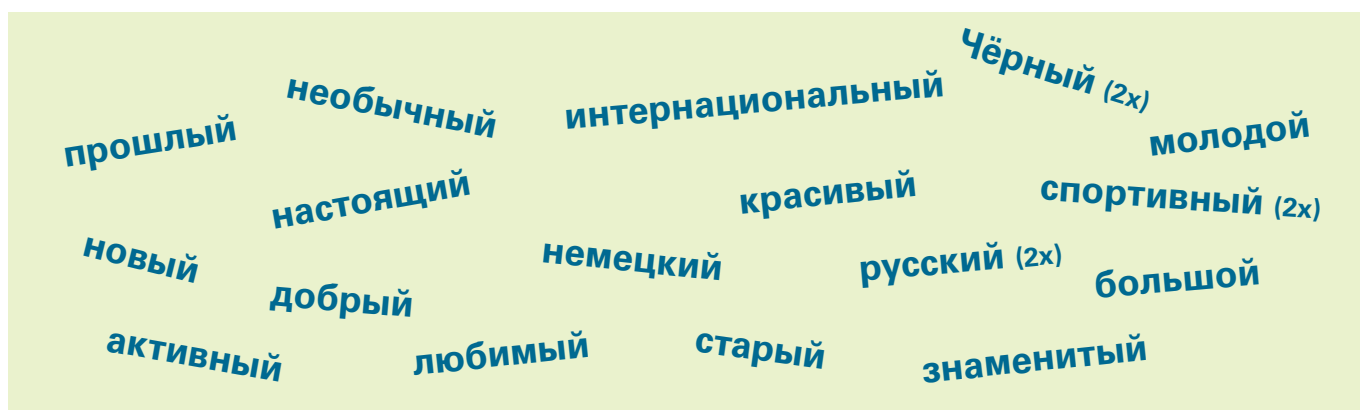 Чёрный (2x)
необычный
интернациональный
прошлый
молодой
настоящий
красивый
спортивный (2x)
новый
немецкий
русский (2x)
большой
добрый
активный
любимый
старый
знаменитый